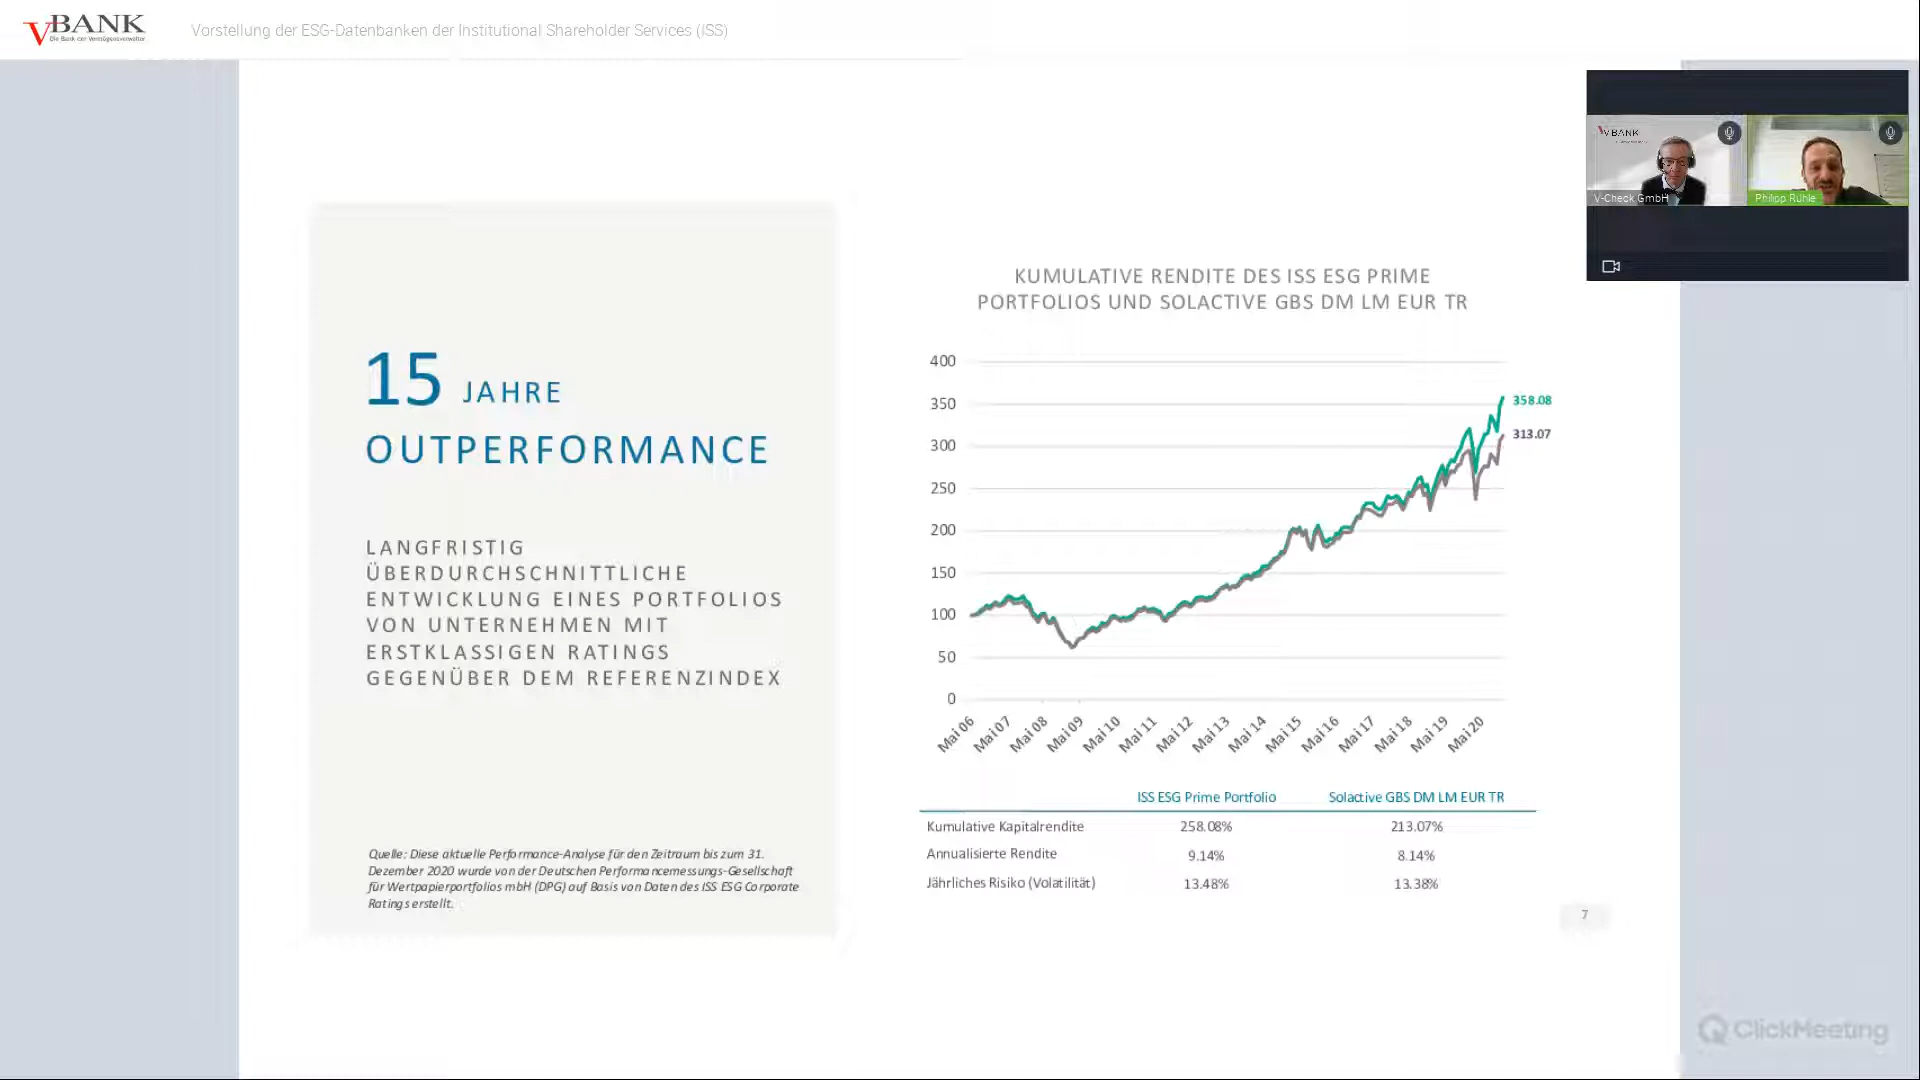 VBANK
Die Bank der Vermögensverwalter
Vorstellung der ESG-Datenbanken der Institutional Shareholder Services (ISS)
V BANK
V-Check GmbH
Philipp Rühle
15 JAHRE
OUTPERFORMANCE
LANGFRISTIG
ÜBERDURCHSCHNITTLICHE
ENTWICKLUNG EINES PORTFOLIOS
VON UNTERNEHMEN MIT
ERSTKLASSIGEN RATINGS
GEGENÜBER DEM REFERENZINDEX
Quelle: Diese aktuelle Performance-Analyse für den Zeitraum bis zum 31.
Dezember 2020 wurde von der Deutschen Performancemessungs-Gesellschaft
für Wertpapierportfolios mbH (DPG) auf Basis von Daten des ISS ESG Corporate
Ratings erstellt.
KUMULATIVE RENDITE DES ISS ESG PRIME
PORTFOLIOS UND SOLACTIVE GBS DM LM EUR TR
400
350
300
250
200
150
100
50
0
358.08
313.07
Mai 06
Mai 07
Mai 08
Mai 09
Mai 10
Mai 11
Mai 12
Mai 13
Mai 14
Mai 15
Mai 16
Mai 17
Mai 18
Mai 19
Mai 20
ISS ESG Prime Portfolio Solactive GBS DM LM EUR TR
Kumulative Kapitalrendite 258.08% 213.07%
Annualisierte Rendite 9.14% 8.14%
Jährliches Risiko (Volatilität) 13.48% 13.38%
7
ClickMeeting